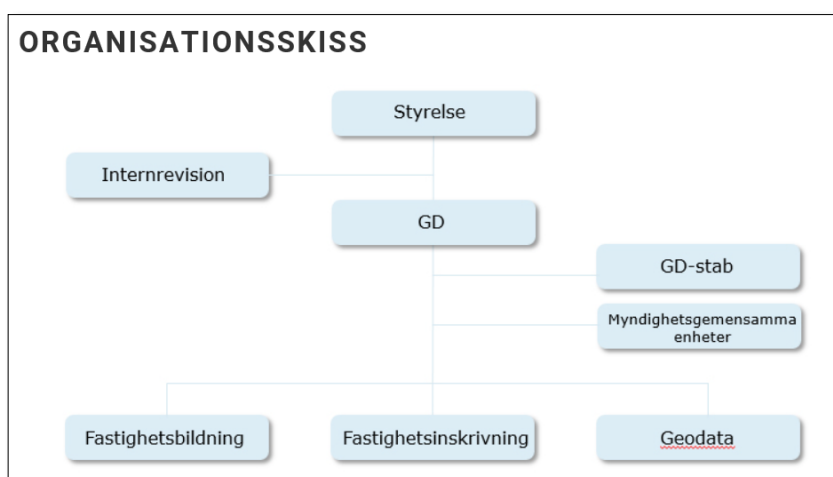 ORGANISATIONSSKISS
Styrelse
Internrevision
GD
GD-stab
Myndighetsgemensamma
enheter
Fastighetsbildning
Fastighetsinskrivning
Geodata